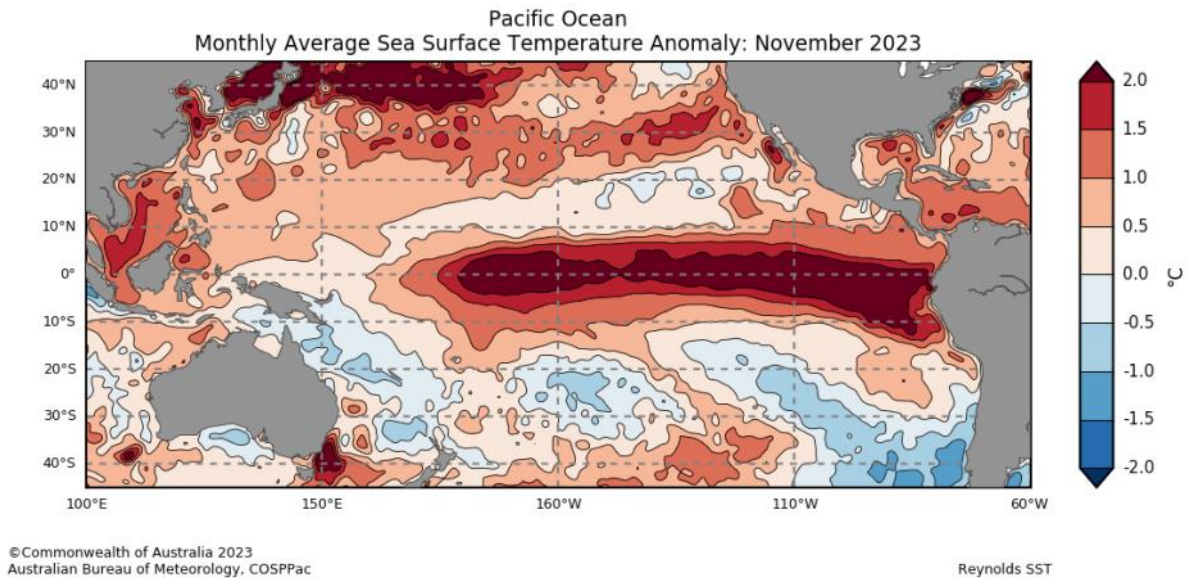 Pacific Ocean
Monthly Average Sea Surface Temperature Anomaly: November 2023
40°N
30°N
20°N
10°N
0°
10°S
20°S
30°S
40°S
100°E 150°E 160°W 110°W 60°W
2.0
1.5
1.0
0.5
0.0
-0.5
-1.0
-1.5
-2.0
°C
©Commonwealth of Australia 2023
Australian Bureau of Meteorology, COSPPac Reynolds SST